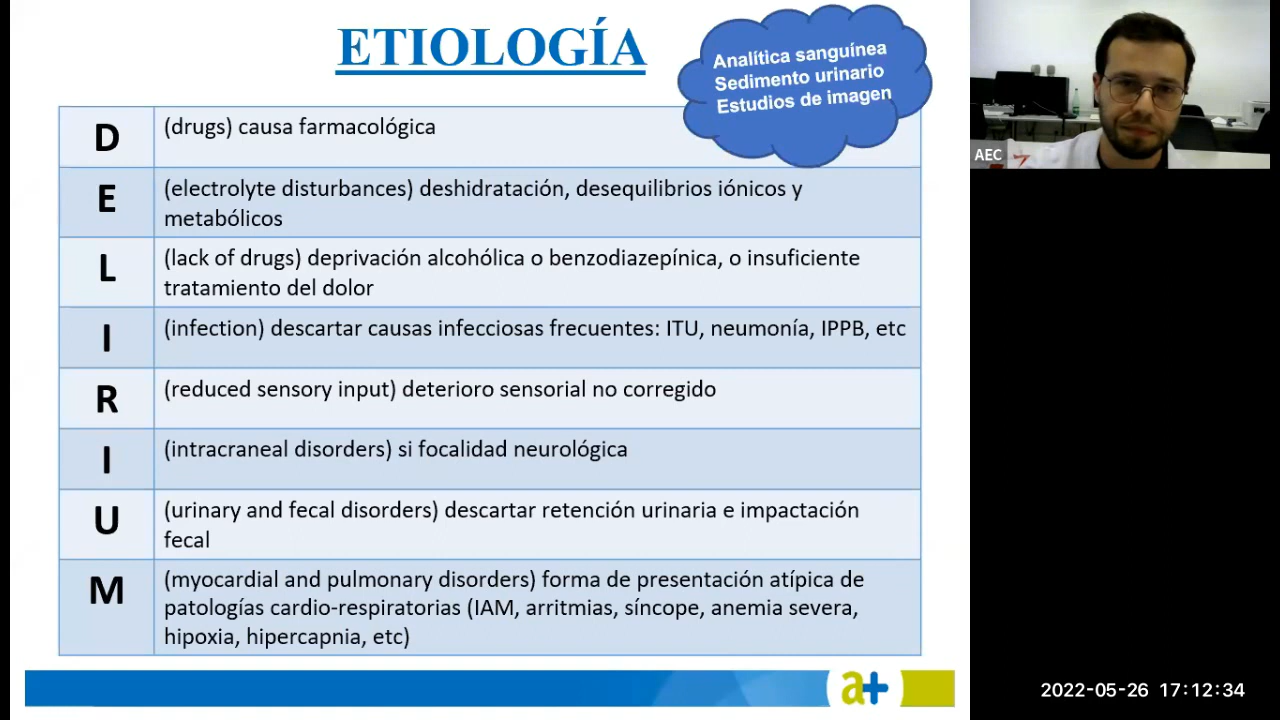 ETIOLOGÍA
Analítica sanguínea
Sedimento urinario
Estudios de imagen
D
(drugs) causa farmacológica
E
(electrolyte disturbances) deshidratación, desequilibrios iónicos y
metabólicos
L
(lack of drugs) deprivación alcohólica o benzodiazepínica, o insuficiente
tratamiento del dolor
I
(infection) descartar causas infecciosas frecuentes: ITU, neumonía, IPPB, etc
R
(reduced sensory input) deterioro sensorial no corregido
I
(intracraneal disorders) si focalidad neurológica
U
(urinary and fecal disorders) descartar retención urinaria e impactación
fecal
M
(myocardial and pulmonary disorders) forma de presentación atípica de
patologías cardio-respiratorias (IAM, arritmias, síncope, anemia severa,
hipoxia, hipercapnia, etc)
a+
AEC
2022-05-26 17:12:34